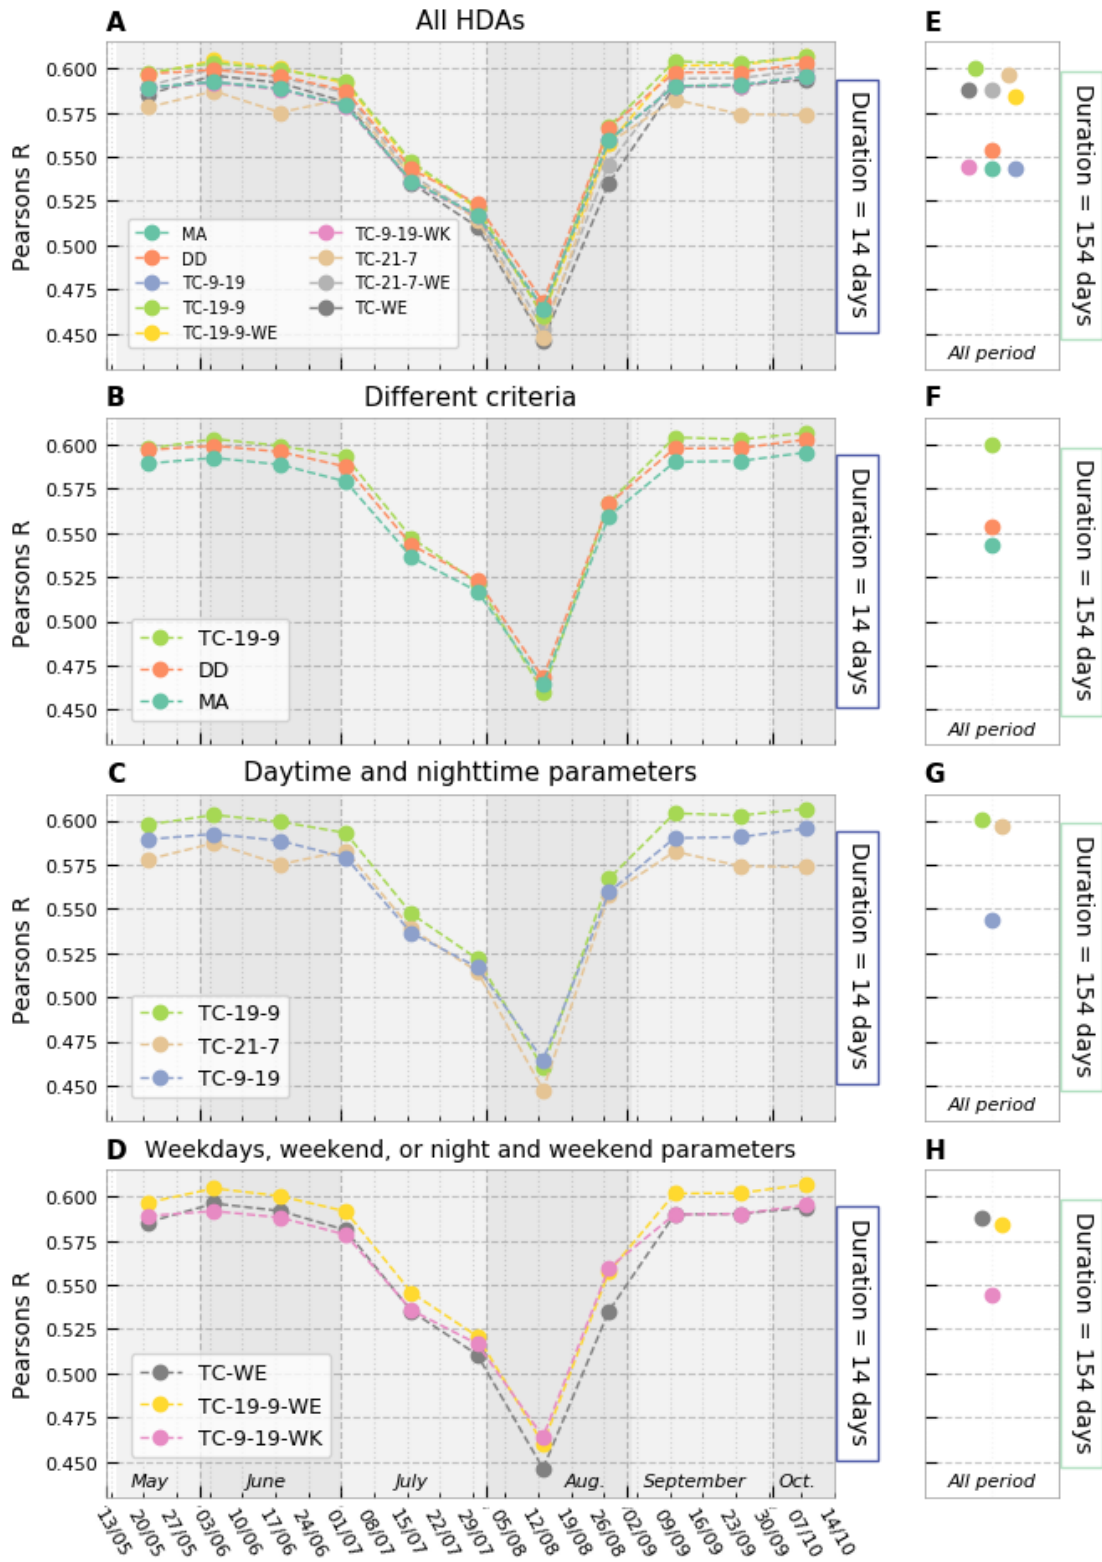 A All HDAs E
Pearsons R
0.600
0.575
0.550
0.525
0.500
0.475
0.450
MA
DD
TC-9-19
TC-19-9
TC-19-9-WE
TC-9-19-WK
TC-21-7
TC-21-7-WE
TC-WE
Duration = 14 days
All period
Duration = 154 days
B Different criteria F
Pearsons R
0.600
0.575
0.550
0.525
0.500
0.475
0.450
TC-19-9
DD
MA
Duration = 14 days
All period
Duration = 154 days
C Daytime and nighttime parameters G
Pearsons R
0.600
0.575
0.550
0.525
0.500
0.475
0.450
TC-19-9
TC-21-7
TC-9-19
Duration = 14 days
All period
Duration = 154 days
D Weekdays, weekend, or night and weekend parameters H
Pearsons R
0.600
0.575
0.550
0.525
0.500
0.475
0.450
TC-WE
TC-19-9-WE
TC-9-19-WK
May June July Aug. September Oct.
Duration = 14 days
All period
Duration = 154 days
13/05 20/05 27/05 03/06 10/06 17/06 24/06 01/07 08/07 15/07 22/07 29/07 05/08 12/08 19/08 26/08 02/09 09/09 16/09 23/09 30/09 07/10 14/10